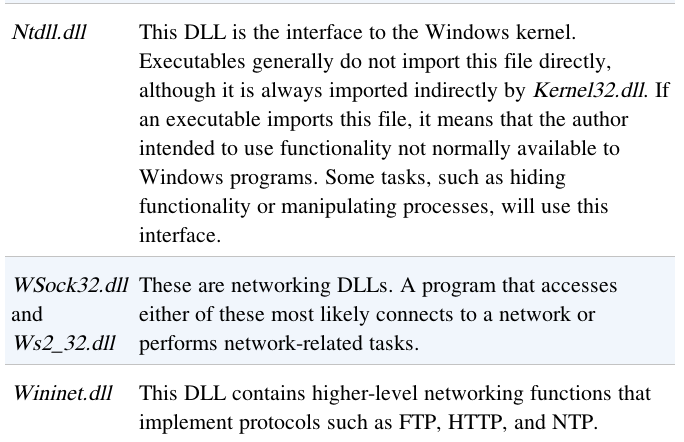 Ntdll.dll This DLL is the interface to the Windows kernel.
Executables generally do not import this file directly,
although it is always imported indirectly by Kernel32.dll. If
an executable imports this file, it means that the author
intended to use functionality not normally available to
Windows programs. Some tasks, such as hiding
functionality or manipulating processes, will use this
interface.
WSock32.dll These are networking DLLs. A program that accesses
and either of these most likely connects to a network or
Ws2_32.dll performs network-related tasks.
Wininet.dll This DLL contains higher-level networking functions that
implement protocols such as FTP, HTTP, and NTP.